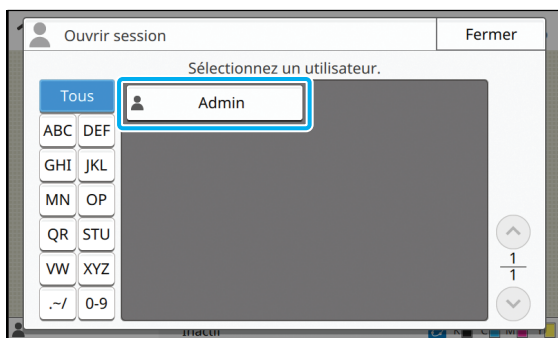 Ouvrir session
Fermer
Sélectionnez un utilisateur.
Tous
Admin
ABC DEF
GHI JKL
MN OP
QR STU
VW XYZ
.~/ 0-9
1
1
Inactif
K C M Y